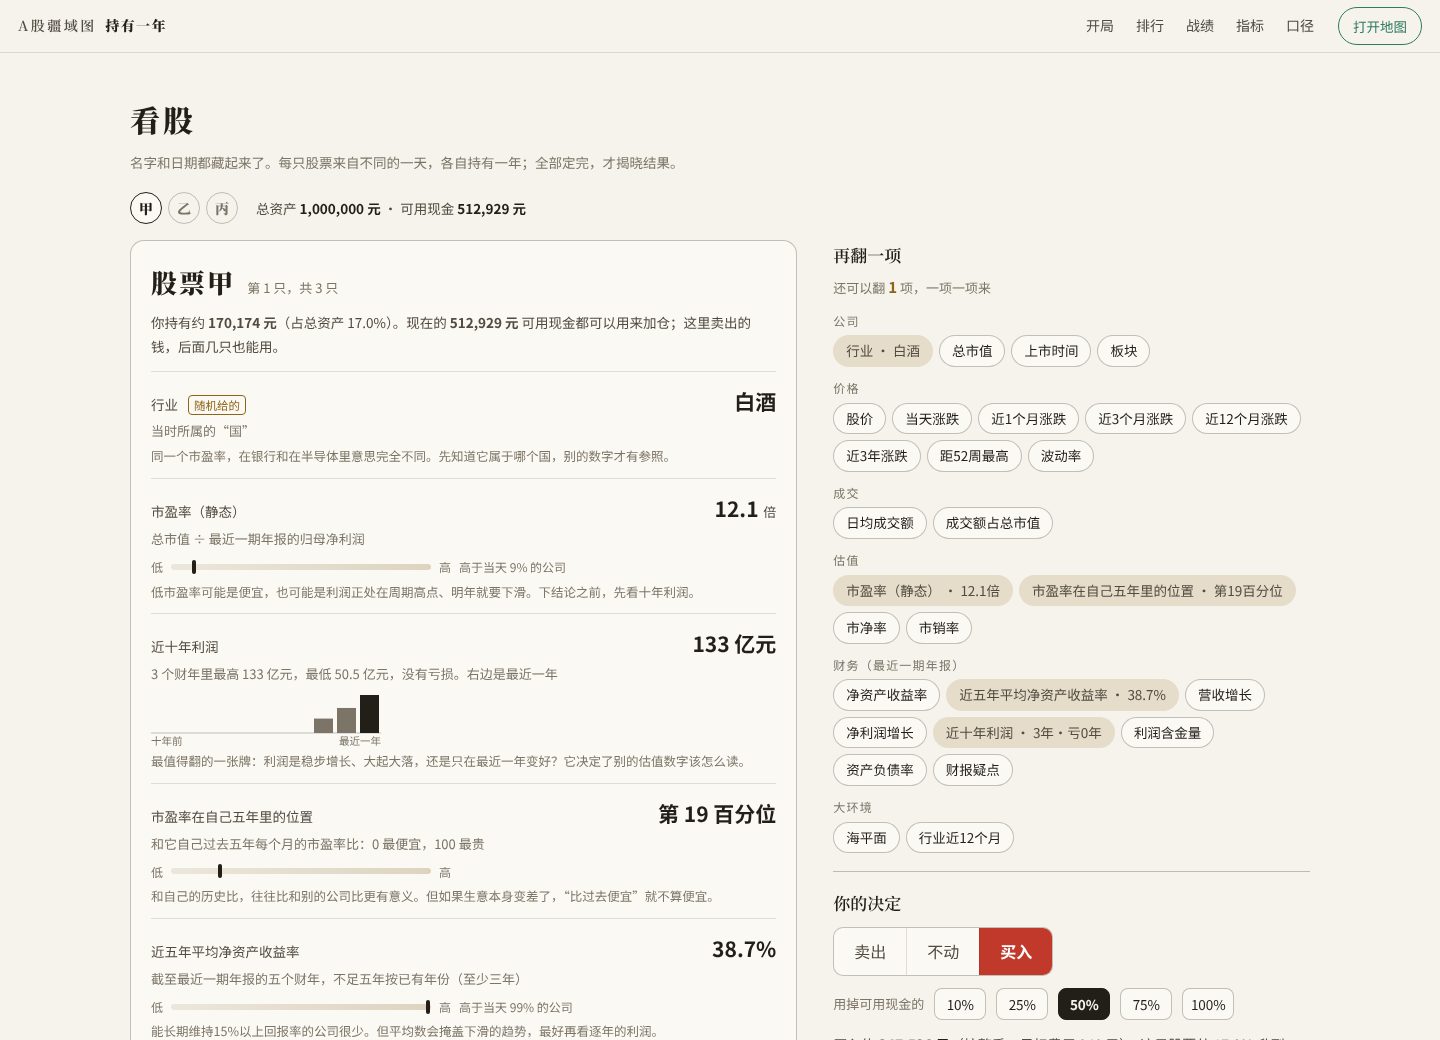 A股疆域图 持有一年
开局 排行 战绩 指标 口径 打开地图
看股
名字和日期都藏起来了。每只股票来自不同的一天，各自持有一年；全部定完，才揭晓结果。
甲 乙 丙 总资产 1,000,000 元 · 可用现金 512,929 元
股票甲 第 1 只，共 3 只
你持有约 170,174 元（占总资产 17.0%）。现在的 512,929 元 可用现金都可以用来加仓；这里卖出的
钱，后面几只也能用。
行业 随机给的 白酒
当时所属的“国”
同一个市盈率，在银行和在半导体里意思完全不同。先知道它属于哪个国，别的数字才有参照。
市盈率（静态） 12.1 倍
总市值 ÷ 最近一期年报的归母净利润
低 高 高于当天 9% 的公司
低市盈率可能是便宜，也可能是利润正处在周期高点、明年就要下滑。下结论之前，先看十年利润。
近十年利润 133 亿元
3 个财年里最高 133 亿元，最低 50.5 亿元，没有亏损。右边是最近一年
十年前 最近一年
最值得翻的一张牌：利润是稳步增长、大起大落，还是只在最近一年变好？它决定了别的估值数字该怎么读。
市盈率在自己五年里的位置 第 19 百分位
和它自己过去五年每个月的市盈率比：0 最便宜，100 最贵
低 高
和自己的历史比，往往比和别的公司比更有意义。但如果生意本身变差了，“比过去便宜”就不算便宜。
近五年平均净资产收益率 38.7%
截至最近一期年报的五个财年，不足五年按已有年份（至少三年）
低 高 高于当天 99% 的公司
能长期维持15%以上回报率的公司很少。但平均数会掩盖下滑的趋势，最好再看逐年的利润。
再翻一项
还可以翻 1 项，一项一项来
公司
行业 · 白酒 总市值 上市时间 板块
价格
股价 当天涨跌 近1个月涨跌 近3个月涨跌 近12个月涨跌
近3年涨跌 距52周最高 波动率
成交
日均成交额 成交额占总市值
估值
市盈率（静态） · 12.1倍 市盈率在自己五年里的位置 · 第19百分位
市净率 市销率
财务（最近一期年报）
净资产收益率 近五年平均净资产收益率 · 38.7% 营收增长
净利润增长 近十年利润 · 3年·亏0年 利润含金量
资产负债率 财报疑点
大环境
海平面 行业近12个月
你的决定
卖出 不动 买入
用掉可用现金的 10% 25% 50% 75% 100%